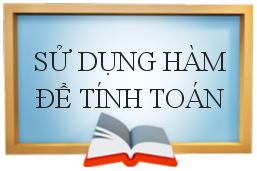 SỬ DỤNG HÀM
ĐỂ TÍNH TOÁN